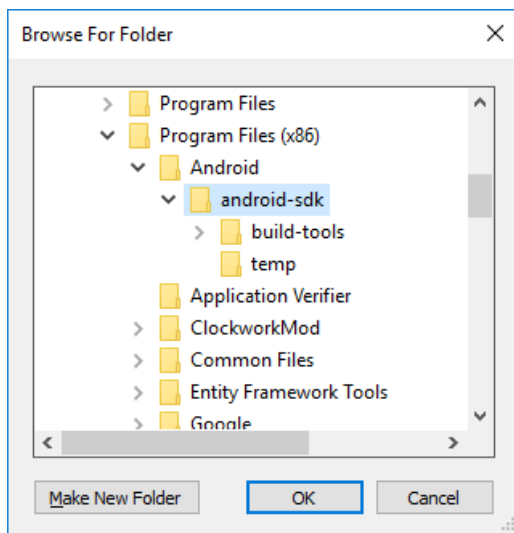 Browse For Folder
Program Files
Program Files (x86)
Android
android-sdk
build-tools
temp
Application Verifier
ClockworkMod
Common Files
Entity Framework Tools
Google
Make New Folder
OK
Cancel